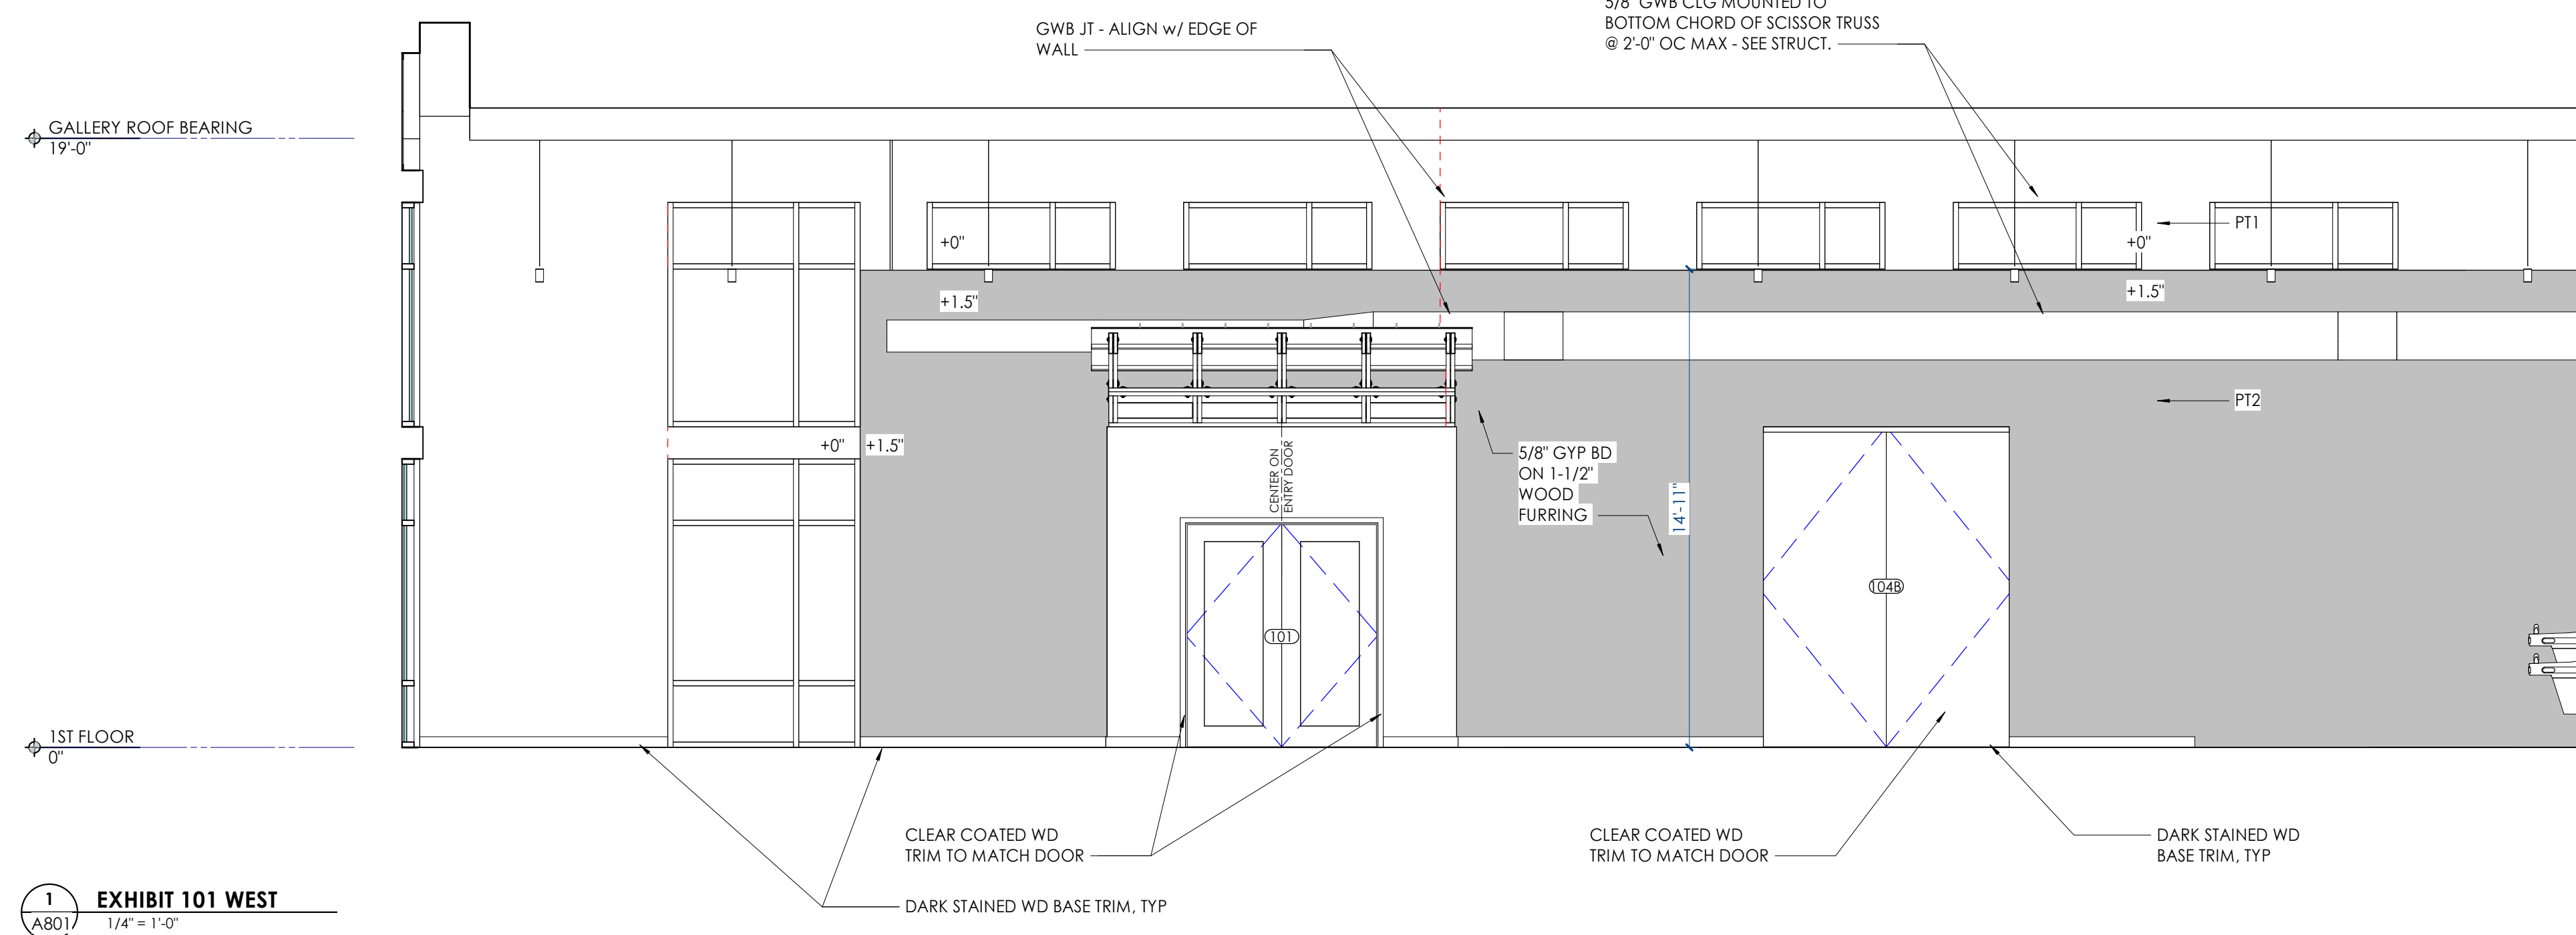 5/8" GWB CLG MOUNTED TO
BOTTOM CHORD OF SCISSOR TRUSS
@ 2'-0" OC MAX - SEE STRUCT.
GWB JT - ALIGN w/ EDGE OF
WALL
GALLERY ROOF BEARING
19'-0"
PT1
+0"
+0"
+1.5"
+1.5"
PT2
+0"
+1.5"
CENTER ON
ENTRY DOOR
5/8" GYP BD
ON 1-1/2"
WOOD
FURRING
14'-11"
104B
101
1ST FLOOR
0"
CLEAR COATED WD
TRIM TO MATCH DOOR
CLEAR COATED WD
TRIM TO MATCH DOOR
DARK STAINED WD
BASE TRIM, TYP
DARK STAINED WD BASE TRIM, TYP
1
A801
EXHIBIT 101 WEST
1/4" = 1'-0"